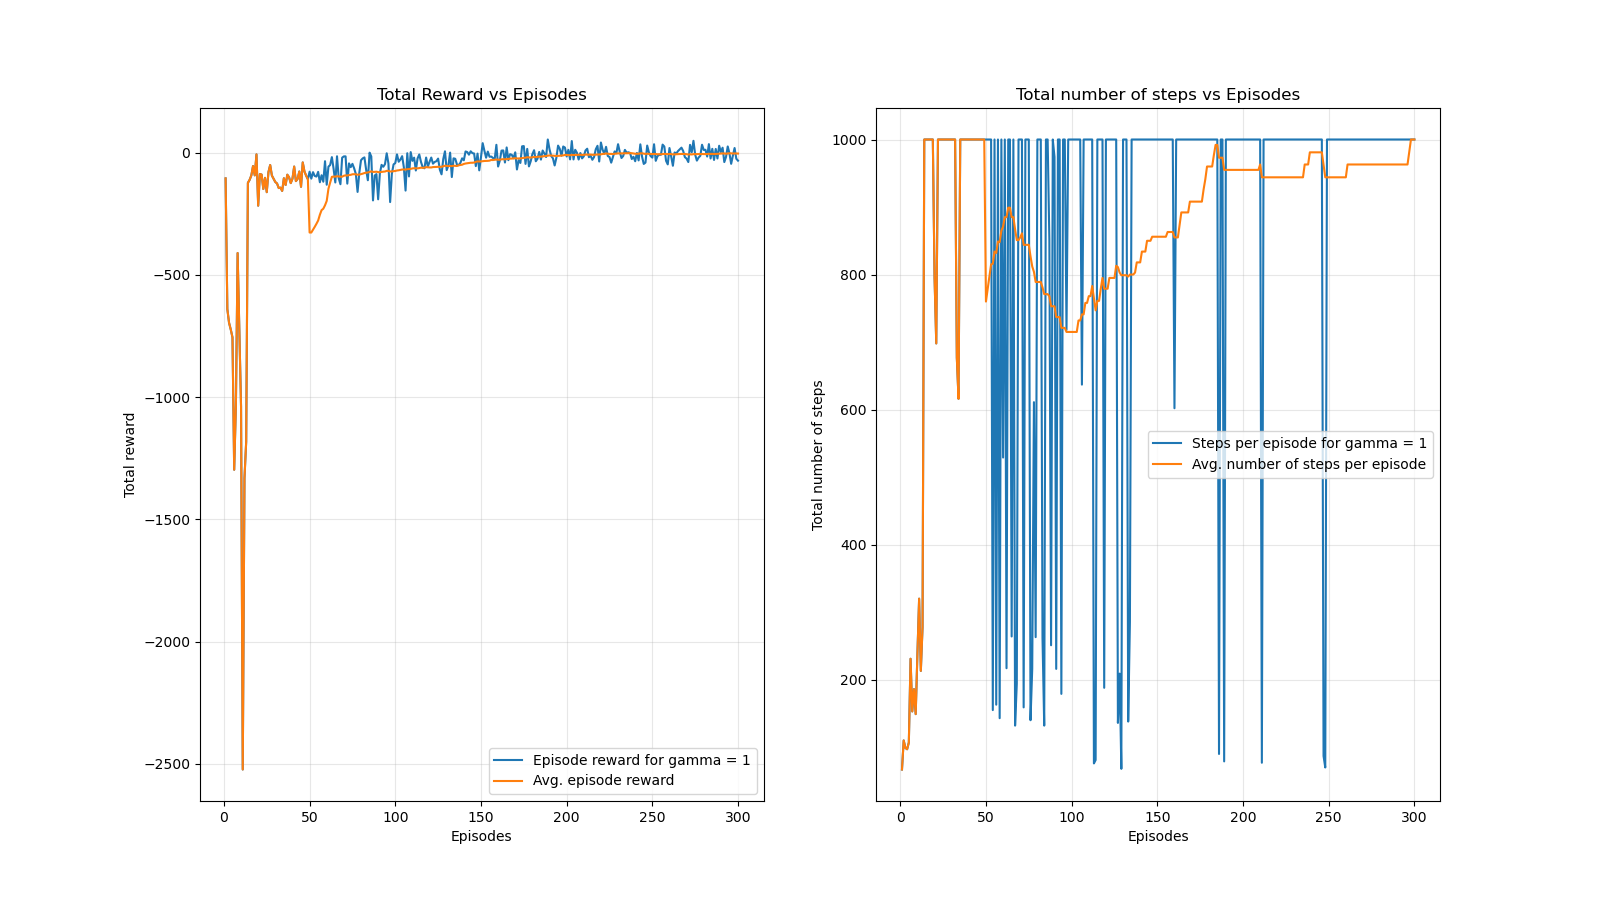 Total Reward vs Episodes
Total reward
0
−500
−1000
−1500
−2000
−2500
0 50 100 150 200 250 300
Episodes
Episode reward for gamma = 1
Avg. episode reward
Total number of steps vs Episodes
Total number of steps
1000
800
600
400
200
0 50 100 150 200 250 300
Episodes
Steps per episode for gamma = 1
Avg. number of steps per episode